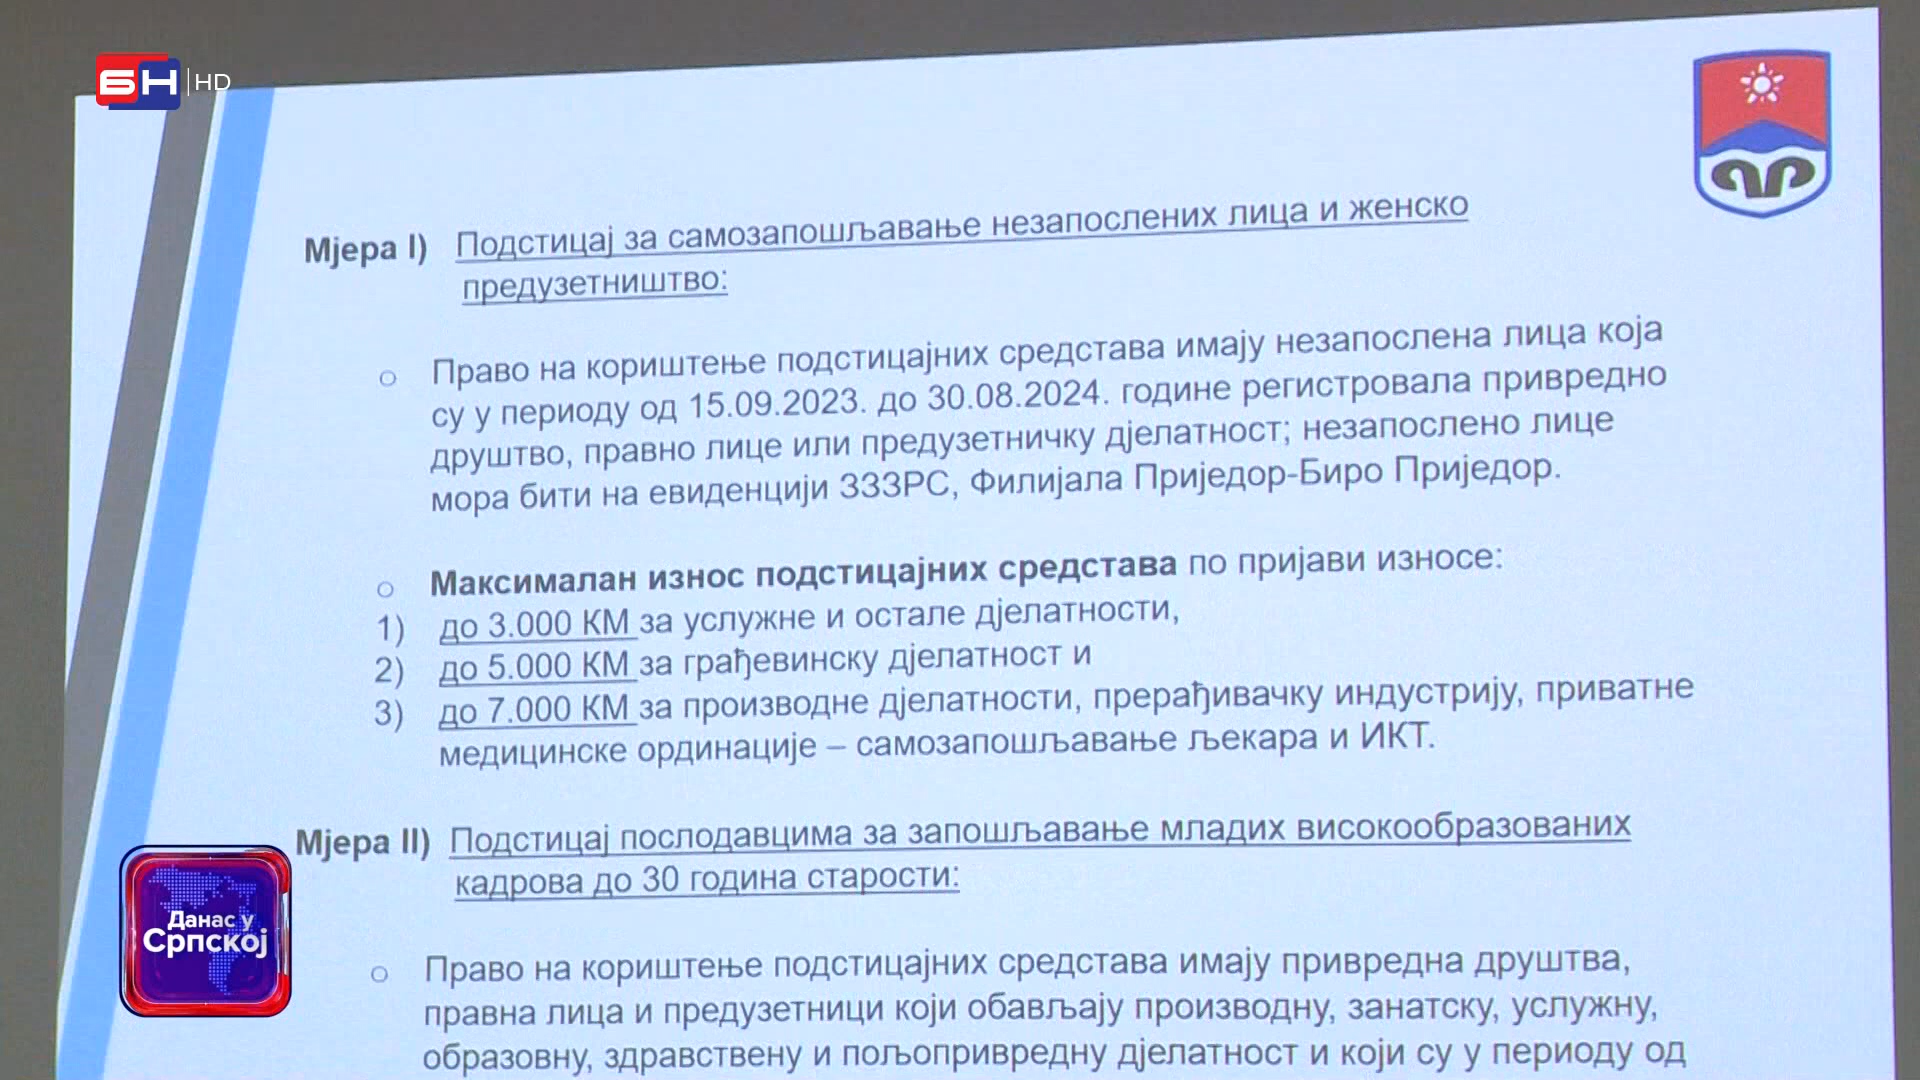 БН HD
Мјера I) Подстицај за самозапошљавање незапослених лица и женско
предузетништво:
○ Право на кориштење подстицајних средстава имају незапослена лица која
су у периоду од 15.09.2023. до 30.08.2024. године регистровала привредно
друштво, правно лице или предузетничку дјелатност; незапослено лице
мора бити на евиденцији ЗЗЗРС, Филијала Приједор-Биро Приједор.
○ Максималан износ подстицајних средстава по пријави износе:
1) до 3.000 КМ за услужне и остале дјелатности,
2) до 5.000 КМ за грађевинску дјелатност и
3) до 7.000 КМ за производне дјелатности, прерађивачку индустрију, приватне
медицинске ординације – самозапошљавање љекара и ИКТ.
Мјера II) Подстицај послодавцима за запошљавање младих високообразованих
кадрова до 30 година старости:
○ Право на кориштење подстицајних средстава имају привредна друштва,
правна лица и предузетници који обављају производну, занатску, услужну,
образовну, здравствену и пољопривредну дјелатност и који су у периоду од
Данас у
Српској